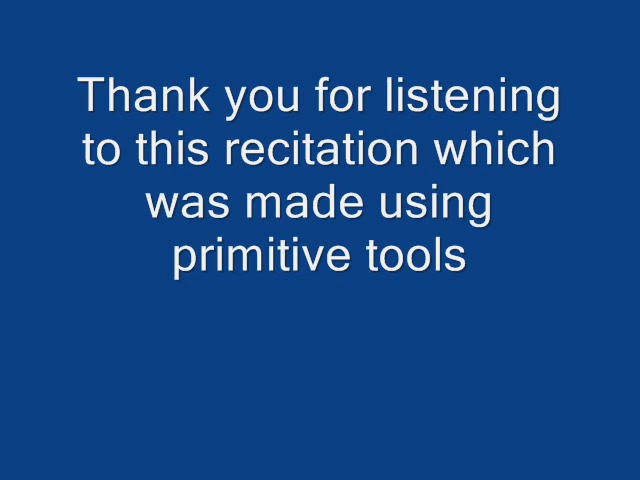 Thank you for listening
to this recitation which
was made using
primitive tools